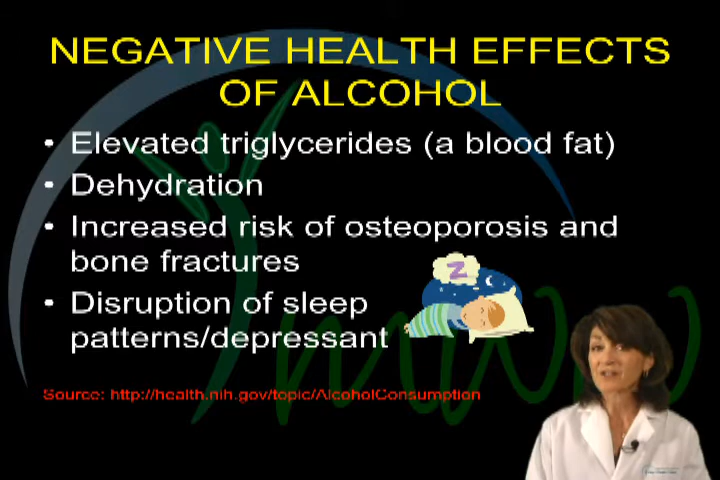 NEGATIVE HEALTH EFFECTS
OF ALCOHOL
• Elevated triglycerides (a blood fat)
• Dehydration
• Increased risk of osteoporosis and
bone fractures
• Disruption of sleep
patterns/depressant
Z
Source: http://health.nih.gov/topic/AlcoholConsumption